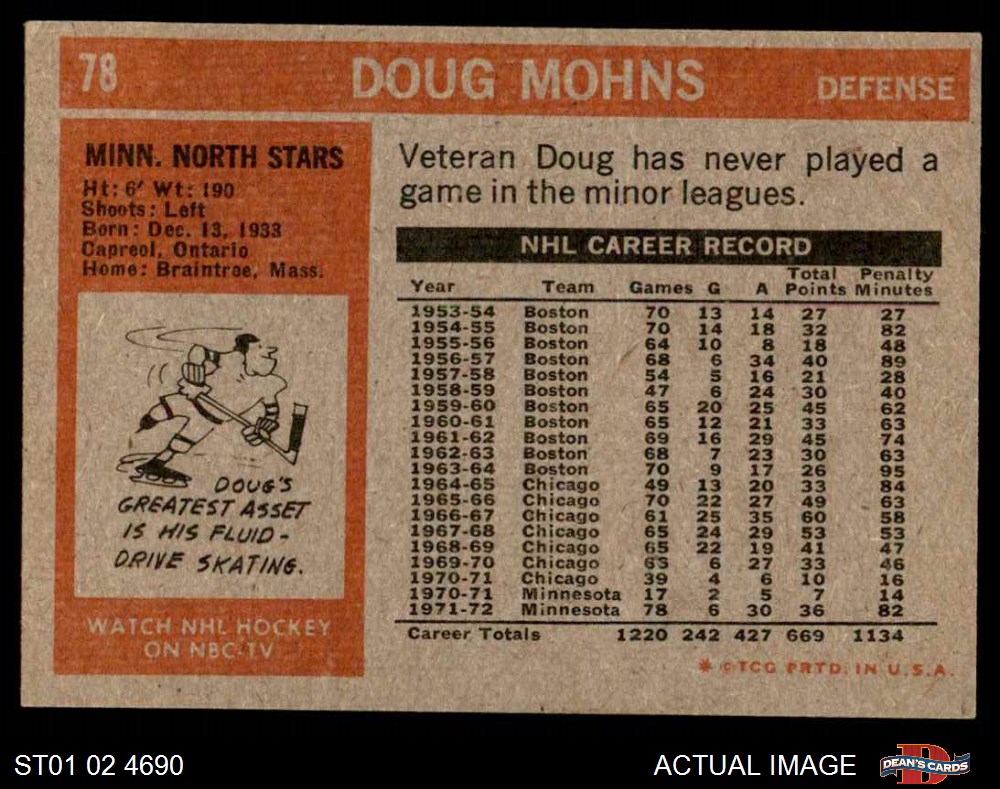 78 DOUG MOHNS DEFENSE
MINN. NORTH STARS
Ht: 6' Wt: 190
Shoots: Left
Born: Dec. 13, 1933
Capreol, Ontario
Home: Braintree, Mass.
DOUG'S
GREATEST ASSET
IS HIS FLUID-
DRIVE SKATING.
WATCH NHL HOCKEY
ON NBC-TV
Veteran Doug has never played a
game in the minor leagues.
NHL CAREER RECORD
Year Team Games G A Total Points Penalty Minutes
1953-54 Boston 70 13 14 27 27
1954-55 Boston 70 14 18 32 82
1955-56 Boston 64 10 8 18 48
1956-57 Boston 68 6 34 40 89
1957-58 Boston 54 5 16 21 28
1958-59 Boston 47 6 24 30 40
1959-60 Boston 65 20 25 45 62
1960-61 Boston 65 12 21 33 63
1961-62 Boston 69 16 29 45 74
1962-63 Boston 68 7 23 30 63
1963-64 Boston 70 9 17 26 95
1964-65 Chicago 49 13 20 33 84
1965-66 Chicago 70 22 27 49 63
1966-67 Chicago 61 25 35 60 58
1967-68 Chicago 65 24 29 53 53
1968-69 Chicago 65 22 19 41 47
1969-70 Chicago 63 6 27 33 46
1970-71 Chicago 39 4 6 10 16
1970-71 Minnesota 17 2 5 7 14
1971-72 Minnesota 78 6 30 36 82
Career Totals 1220 242 427 669 1134
* © TCG PRTD. IN U.S.A.
ST01 02 4690 ACTUAL IMAGE DEAN'S CARDS